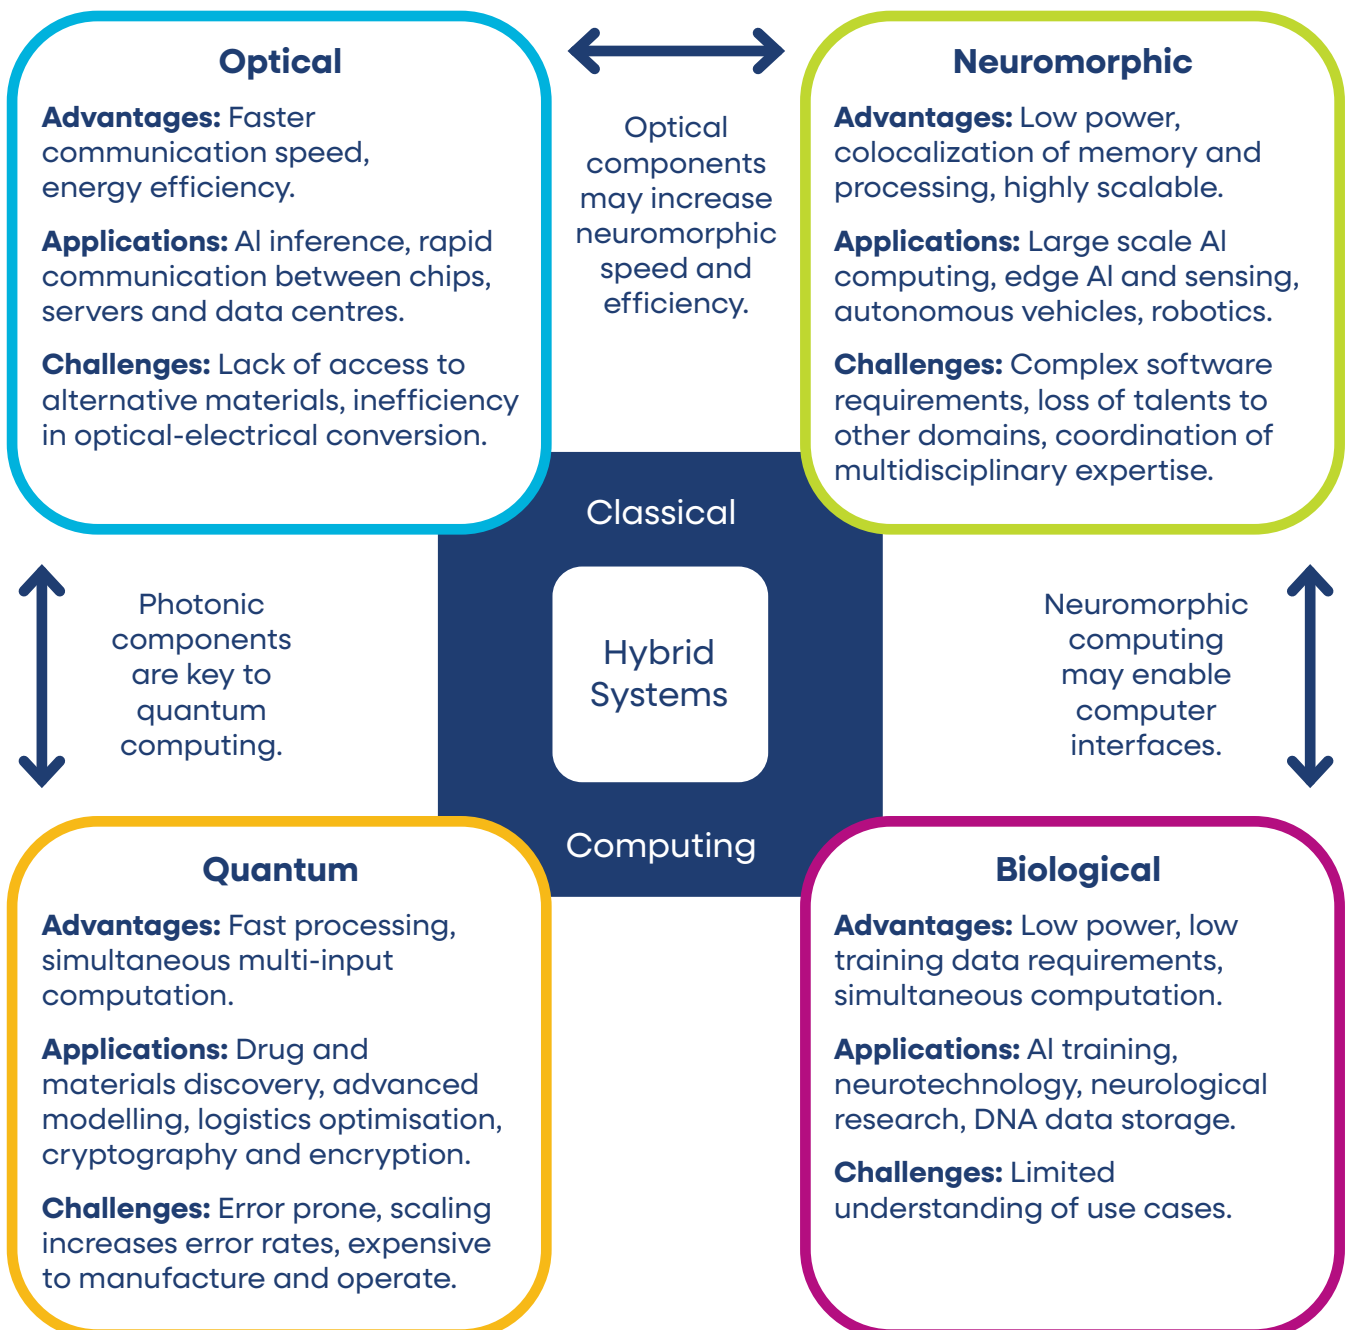 Optical
Advantages: Faster
communication speed,
energy efficiency.
Applications: AI inference, rapid
communication between chips,
servers and data centres.
Challenges: Lack of access to
alternative materials, inefficiency
in optical-electrical conversion.
Optical
components
may increase
neuromorphic
speed and
efficiency.
Neuromorphic
Advantages: Low power,
colocalization of memory and
processing, highly scalable.
Applications: Large scale AI
computing, edge AI and sensing,
autonomous vehicles, robotics.
Challenges: Complex software
requirements, loss of talents to
other domains, coordination of
multidisciplinary expertise.
Classical
Hybrid
Systems
Computing
Photonic
components
are key to
quantum
computing.
Neuromorphic
computing
may enable
computer
interfaces.
Quantum
Advantages: Fast processing,
simultaneous multi-input
computation.
Applications: Drug and
materials discovery, advanced
modelling, logistics optimisation,
cryptography and encryption.
Challenges: Error prone, scaling
increases error rates, expensive
to manufacture and operate.
Biological
Advantages: Low power, low
training data requirements,
simultaneous computation.
Applications: AI training,
neurotechnology, neurological
research, DNA data storage.
Challenges: Limited
understanding of use cases.